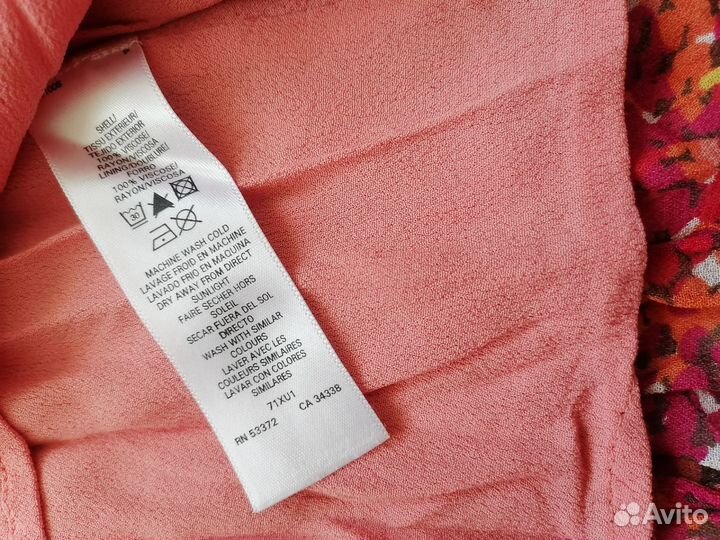 SHELL/
TISSU EXTERIEUR/
TEJIDO EXTERIOR
100% VISCOSE/
RAYON/VISCOSA
LINING/DOUBLURE/
FORRO
100% VISCOSE/
RAYON/VISCOSA
30
MACHINE WASH COLD
LAVAGE FROID EN MACHINE
LAVADO FRIO EN MAQUINA
DRY AWAY FROM DIRECT
SUNLIGHT
FAIRE SECHER HORS
SOLEIL
SECAR FUERA DEL SOL
DIRECTO
WASH WITH SIMILAR
COLOURS
LAVER AVEC LES
COULEURS SIMILAIRES
LAVAR CON COLORES
SIMILARES
71XU1
RN 53372 CA 34338
Avito